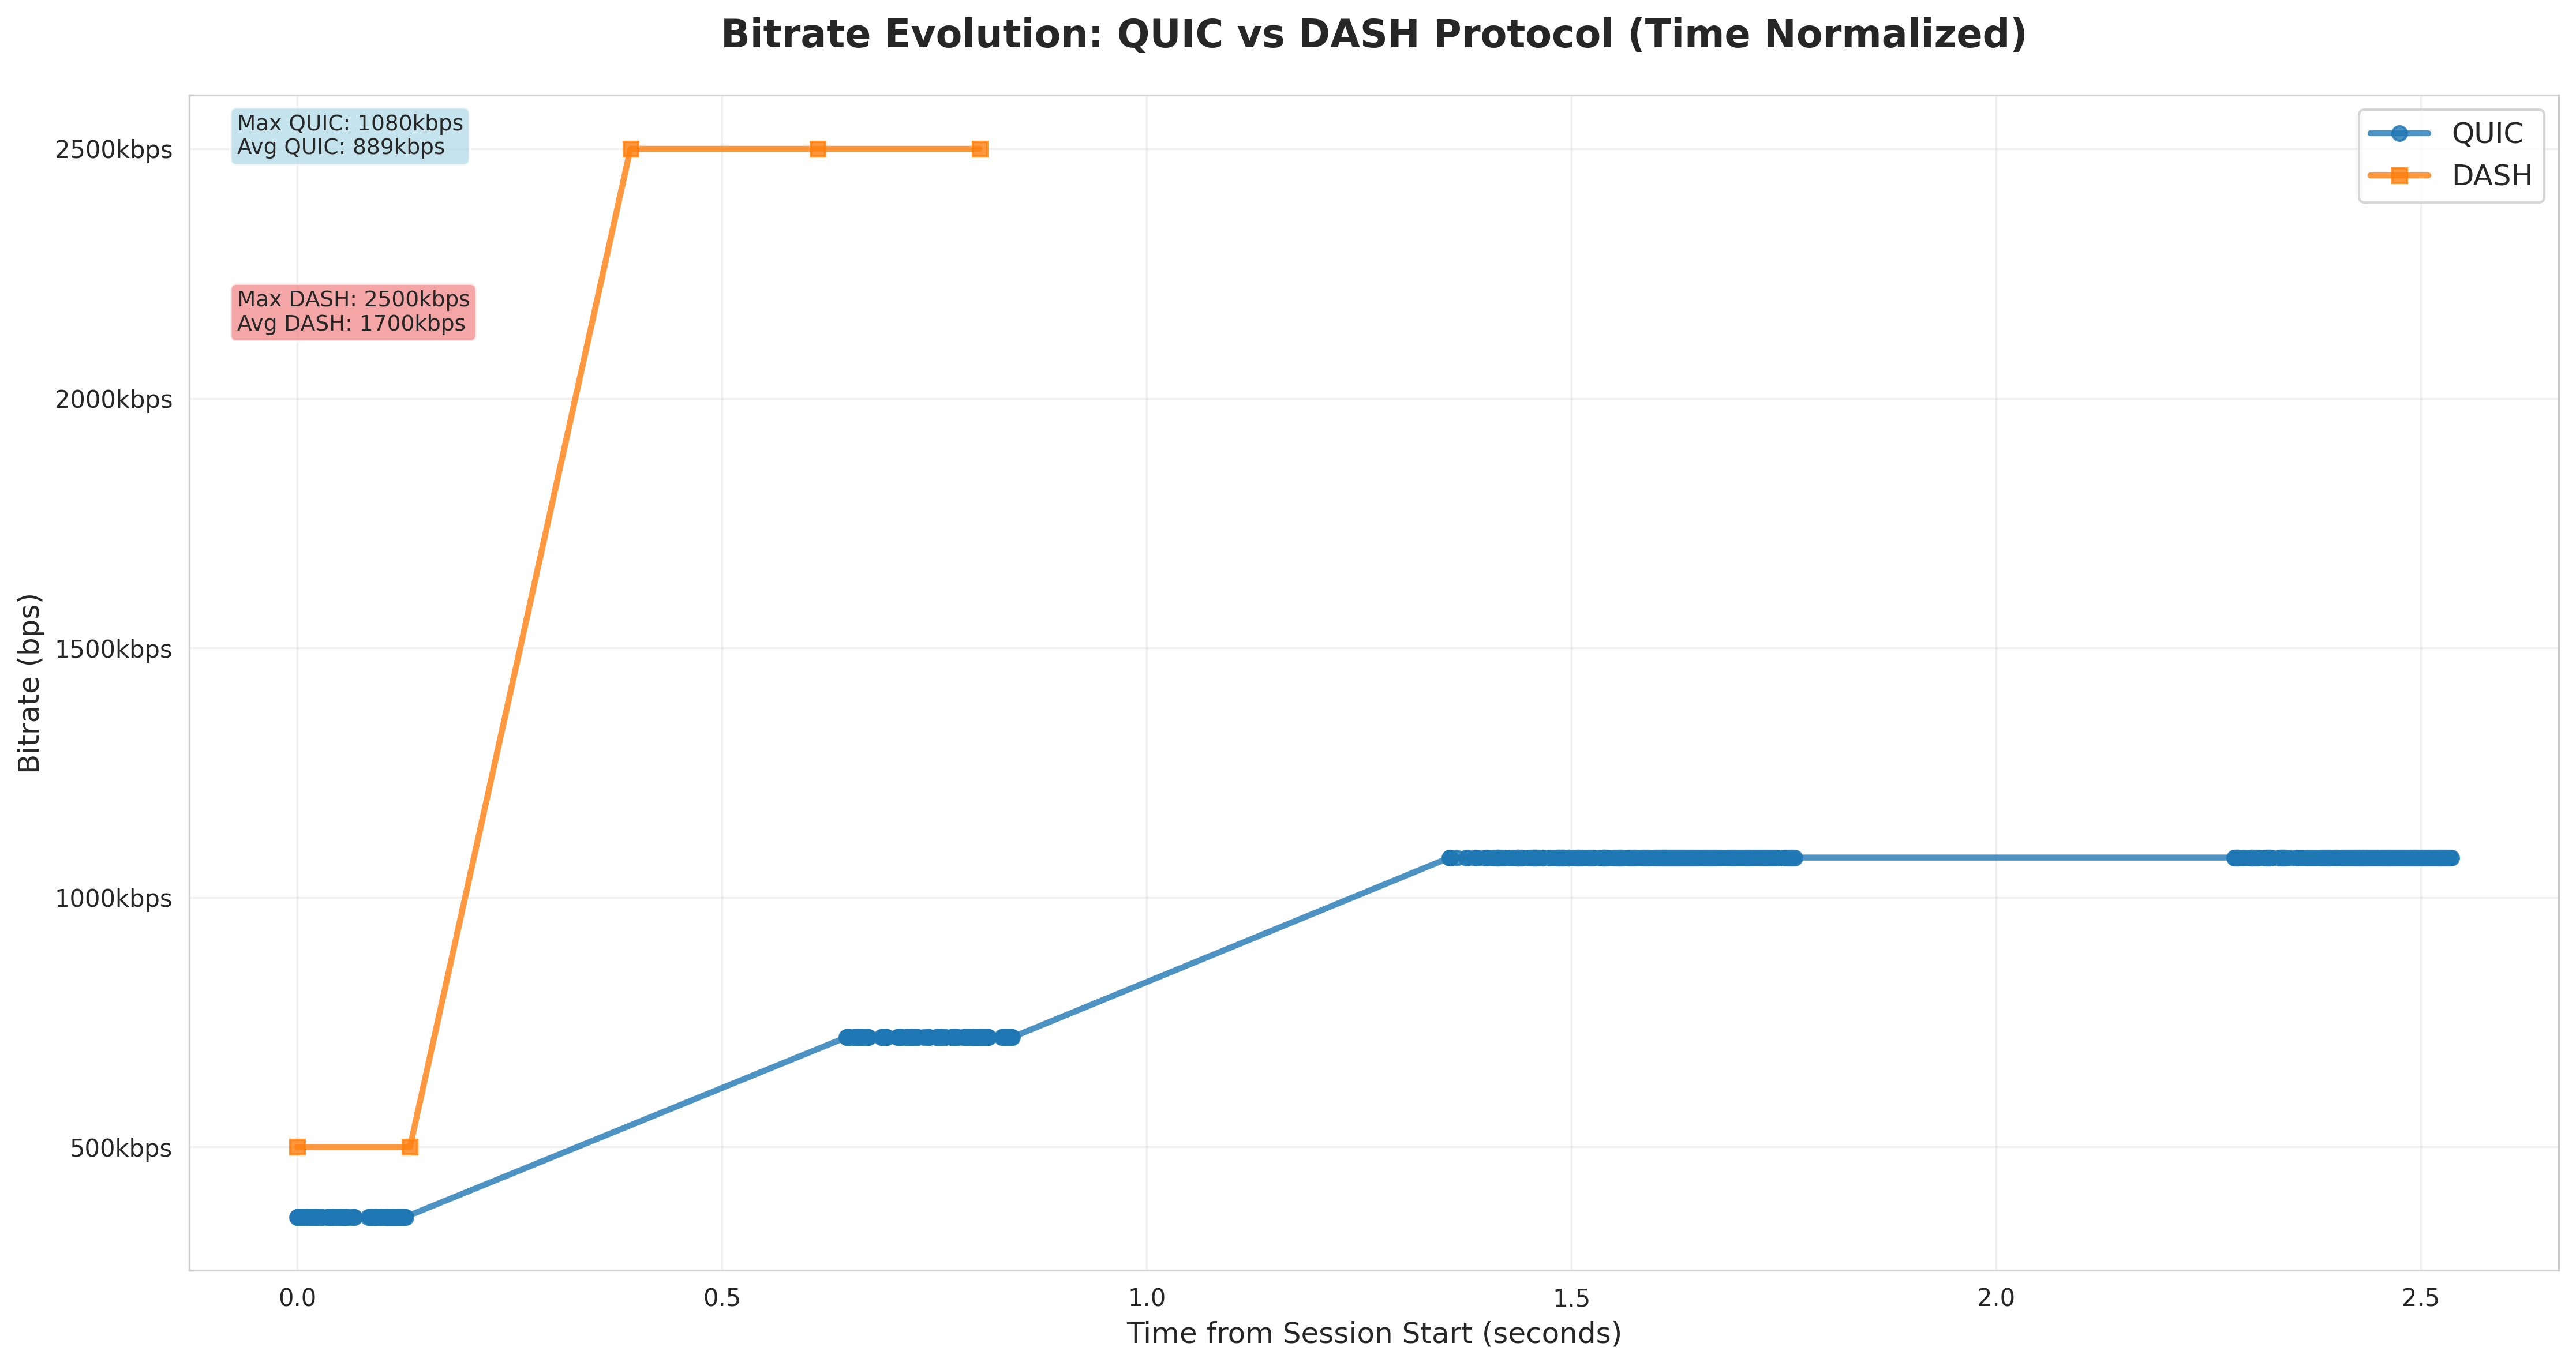 Bitrate Evolution: QUIC vs DASH Protocol (Time Normalized)
Max QUIC: 1080kbps
Avg QUIC: 889kbps
Max DASH: 2500kbps
Avg DASH: 1700kbps
QUIC
DASH
2500kbps
2000kbps
1500kbps
1000kbps
500kbps
Bitrate (bps)
0.0
0.5
1.0
1.5
2.0
2.5
Time from Session Start (seconds)